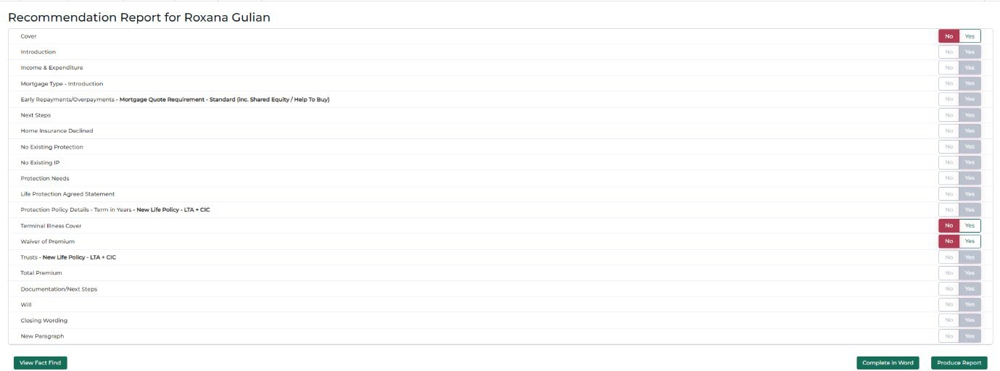 Recommendation Report for Roxana Gulian
Cover No Yes
Introduction No Yes
Income & Expenditure No Yes
Mortgage Type - Introduction No Yes
Early Repayments/Overpayments - Mortgage Quote Requirement - Standard (inc. Shared Equity / Help To Buy) No Yes
Next Steps No Yes
Home Insurance Declined No Yes
No Existing Protection No Yes
No Existing IP No Yes
Protection Needs No Yes
Life Protection Agreed Statement No Yes
Protection Policy Details - Term in Years - New Life Policy - LTA + CIC No Yes
Terminal Illness Cover No Yes
Waiver of Premium No Yes
Trusts - New Life Policy - LTA + CIC No Yes
Total Premium No Yes
Documentation/Next Steps No Yes
Will No Yes
Closing Wording No Yes
New Paragraph No Yes
View Fact Find Complete in Word Produce Report